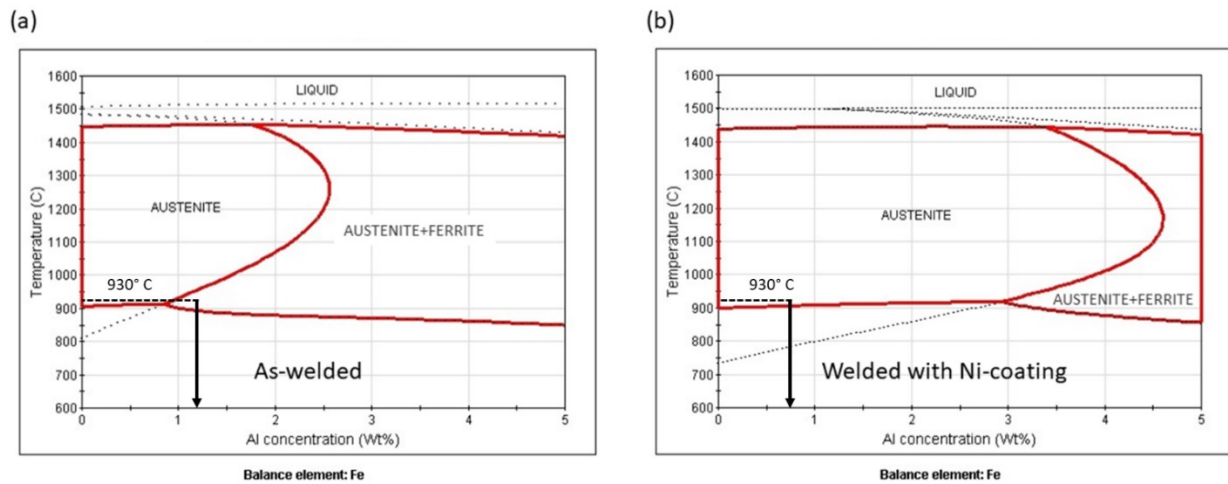 (a)
1600
1500
1400
1300
1200
1100
1000
900
800
700
600
Temperature (C)
LIQUID
AUSTENITE
AUSTENITE+FERRITE
930° C
As-welded
0 1 2 3 4 5
Al concentration (Wt%)
Balance element: Fe
(b)
1600
1500
1400
1300
1200
1100
1000
900
800
700
600
Temperature (C)
LIQUID
AUSTENITE
930° C
AUSTENITE+FERRITE
Welded with Ni-coating
0 1 2 3 4 5
Al concentration (Wt%)
Balance element: Fe